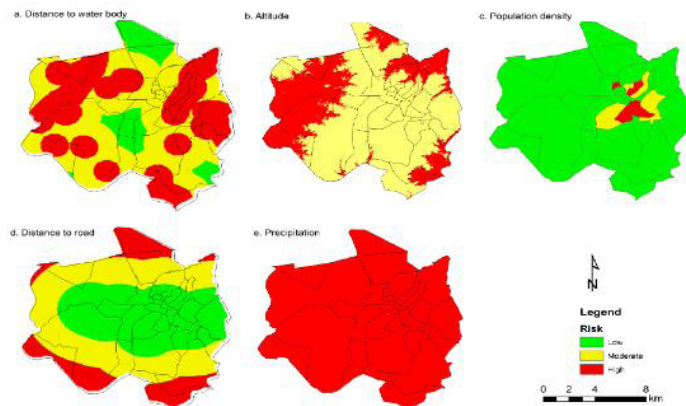 a. Distance to water body
b. Altitude
c. Population density
d. Distance to road
e. Precipitation
N
Legend
Risk
Low
Moderate
High
0 2 4 8
km